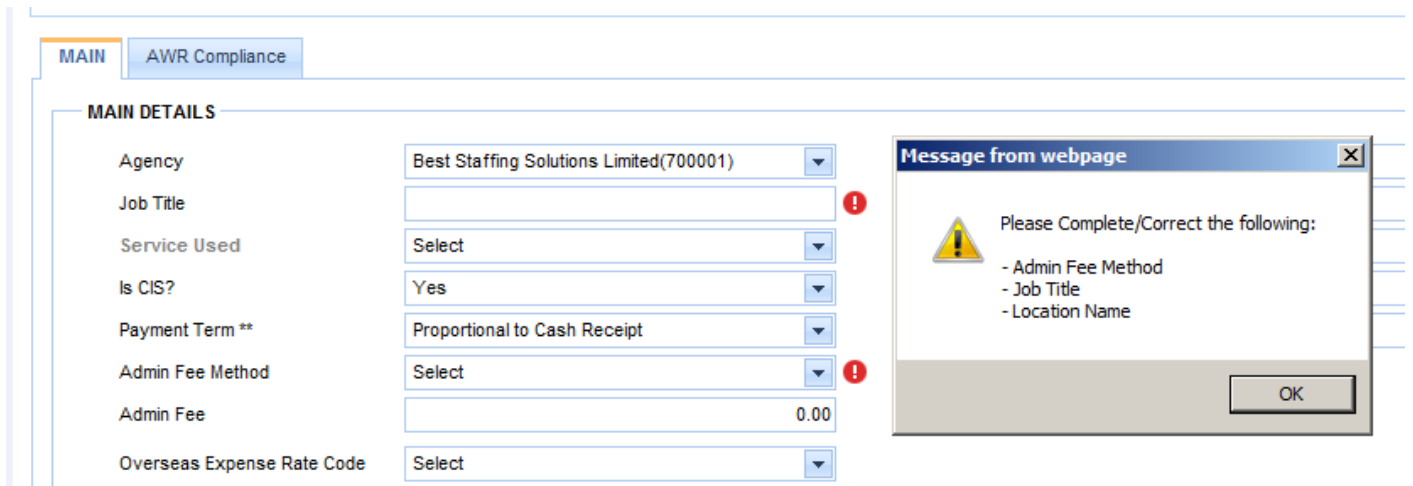 MAIN
AWR Compliance
MAIN DETAILS
Agency
Best Staffing Solutions Limited(700001)
Job Title
Service Used
Select
Is CIS?
Yes
Payment Term **
Proportional to Cash Receipt
Admin Fee Method
Select
Admin Fee
0.00
Overseas Expense Rate Code
Select
Message from webpage
Please Complete/Correct the following:
- Admin Fee Method
- Job Title
- Location Name
OK